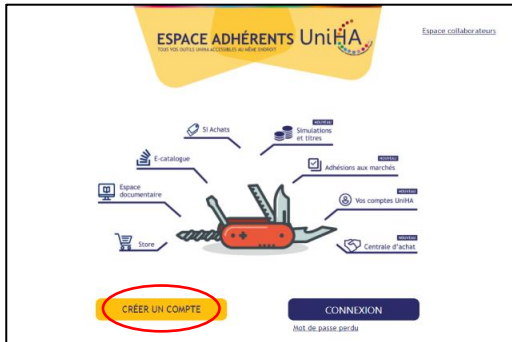 ESPACE ADHÉRENTS UniHA
TOUS VOS OUTILS UNIHA ACCESSIBLES AU MÊME ENDROIT
Espace collaborateurs
SI Achats
NOUVEAU
Simulations
et titres
E-catalogue
NOUVEAU
Adhésions aux marchés
Espace
documentaire
NOUVEAU
Vos comptes UniHA
Store
NOUVEAU
Centrale d'achat
CRÉER UN COMPTE
CONNEXION
Mot de passe perdu